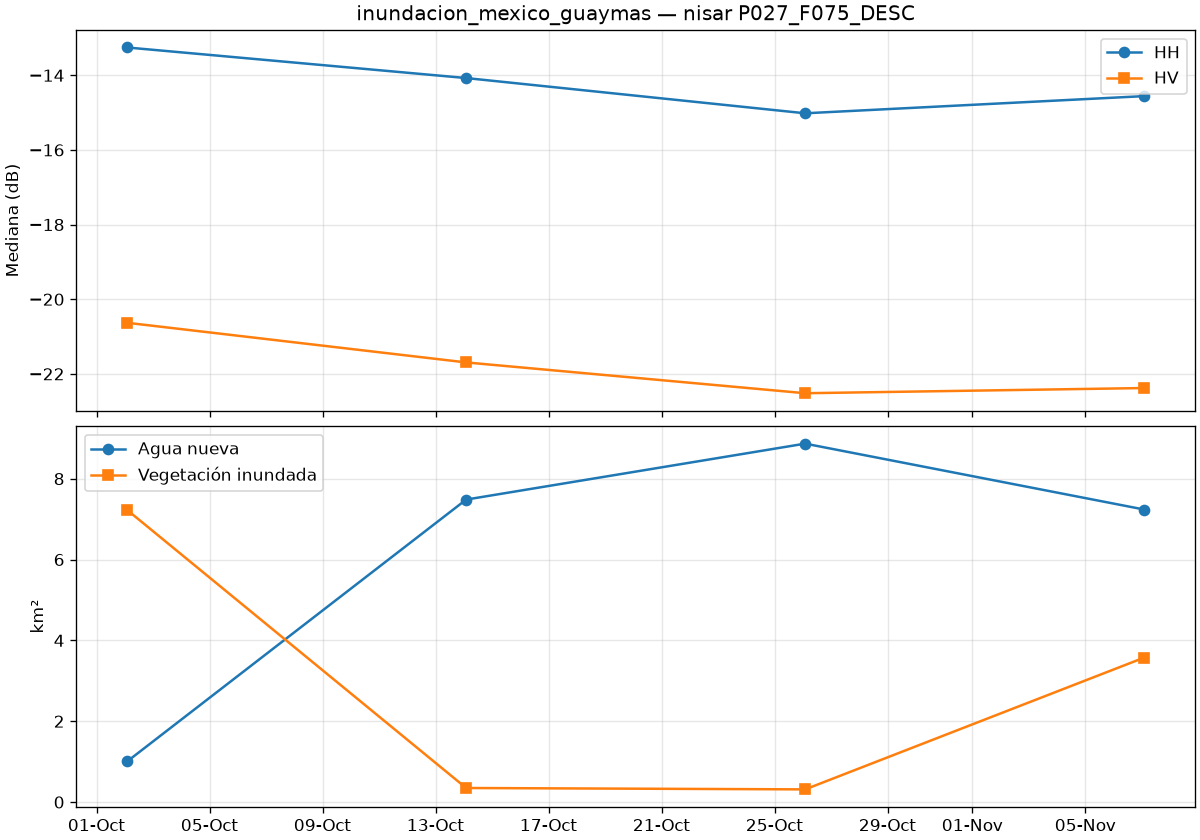 inundacion_mexico_guaymas — nisar P027_F075_DESC
HH
HV
Mediana (dB)
−14
−16
−18
−20
−22
Agua nueva
Vegetación inundada
km²
8
6
4
2
0
01-Oct 05-Oct 09-Oct 13-Oct 17-Oct 21-Oct 25-Oct 29-Oct 01-Nov 05-Nov